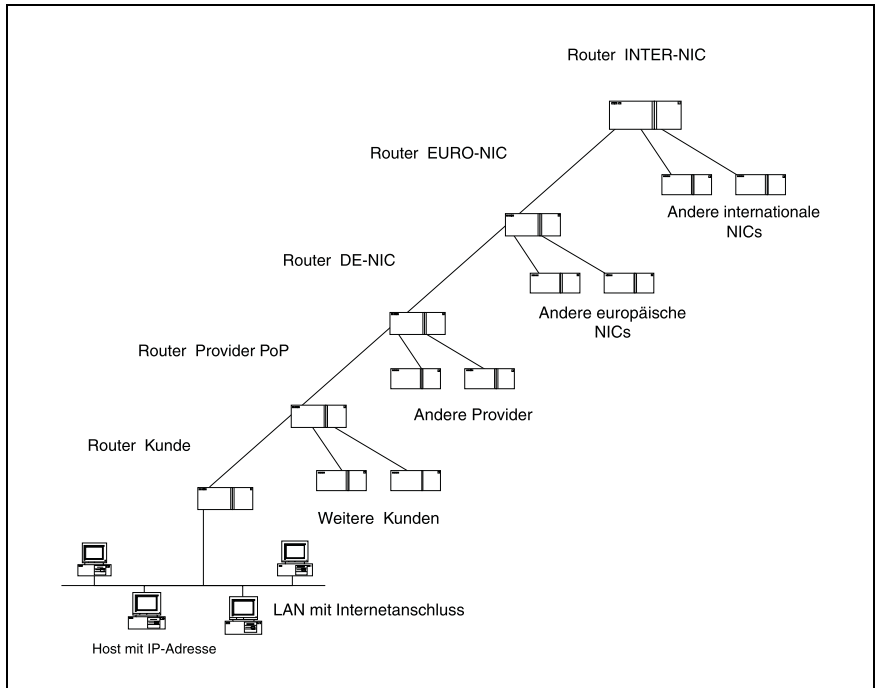 Router INTER-NIC
Router EURO-NIC
Andere internationale
NICs
Router DE-NIC
Andere europäische
NICs
Router Provider PoP
Andere Provider
Router Kunde
Weitere Kunden
LAN mit Internetanschluss
Host mit IP-Adresse